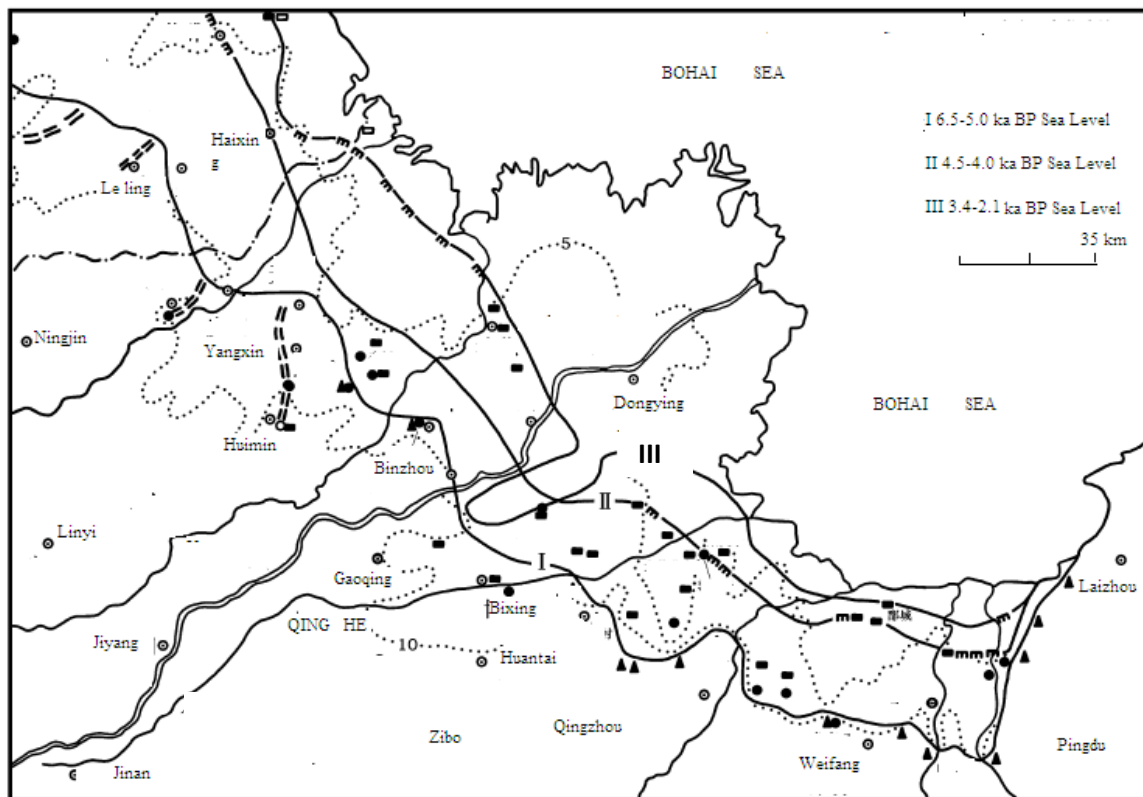 BOHAI SEA
I 6.5-5.0 ka BP Sea Level
Haixin
g
II 4.5-4.0 ka BP Sea Level
Le ling
III 3.4-2.1 ka BP Sea Level
35 km
5
Ningjin
Yangxin
Dongying
BOHAI SEA
Huimin
III
Binzhou
II
Linyi
I
Gaoqing
Laizhou
Bixing
QING HE
鄑城
Jiyang
10
Huantai
Qingzhou
Zibo
Pingdu
Weifang
Jinan